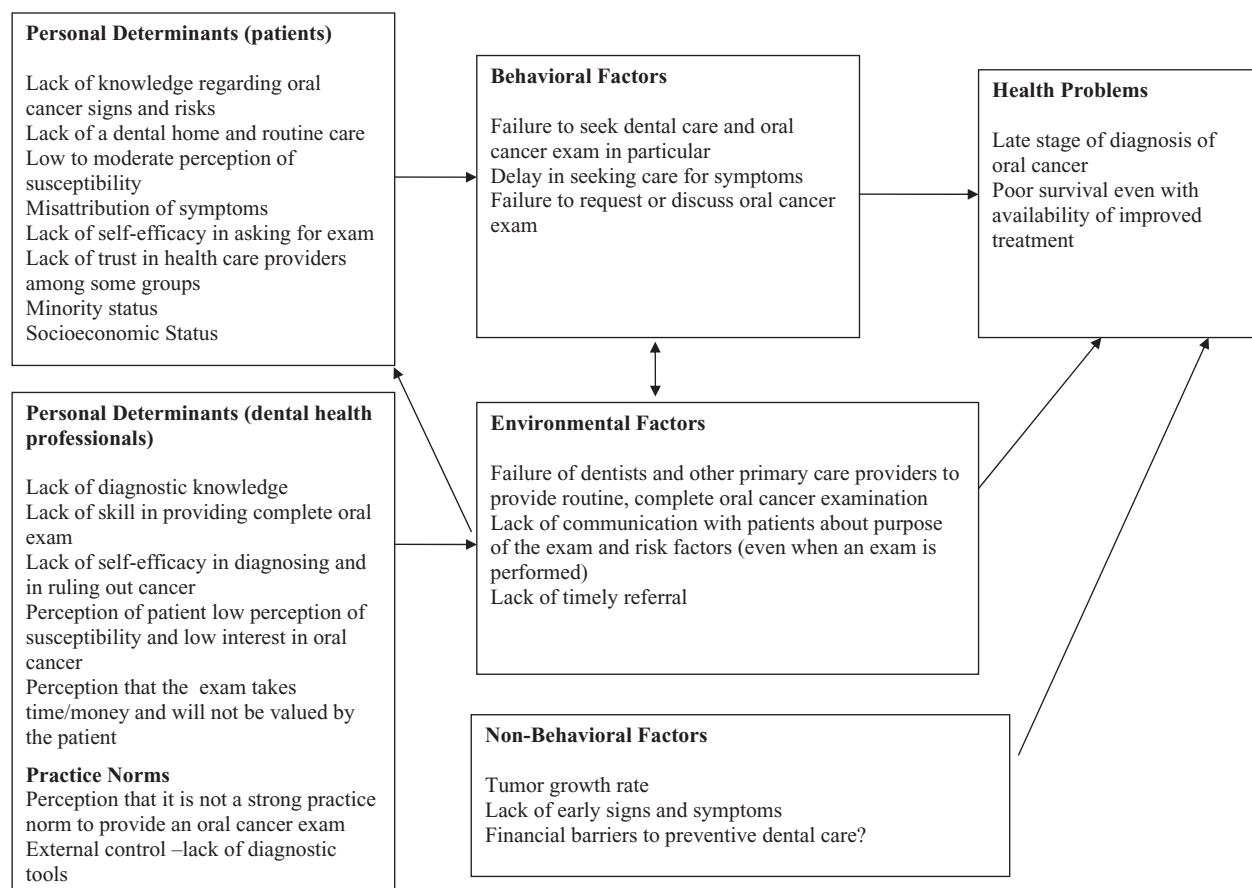 Personal Determinants (patients)
Lack of knowledge regarding oral
cancer signs and risks
Lack of a dental home and routine care
Low to moderate perception of
susceptibility
Misattribution of symptoms
Lack of self-efficacy in asking for exam
Lack of trust in health care providers
among some groups
Minority status
Socioeconomic Status
Behavioral Factors
Failure to seek dental care and oral
cancer exam in particular
Delay in seeking care for symptoms
Failure to request or discuss oral cancer
exam
Health Problems
Late stage of diagnosis of
oral cancer
Poor survival even with
availability of improved
treatment
Personal Determinants (dental health
professionals)
Lack of diagnostic knowledge
Lack of skill in providing complete oral
exam
Lack of self-efficacy in diagnosing and
in ruling out cancer
Perception of patient low perception of
susceptibility and low interest in oral
cancer
Perception that the exam takes
time/money and will not be valued by
the patient
Practice Norms
Perception that it is not a strong practice
norm to provide an oral cancer exam
External control –lack of diagnostic
tools
Environmental Factors
Failure of dentists and other primary care providers to
provide routine, complete oral cancer examination
Lack of communication with patients about purpose
of the exam and risk factors (even when an exam is
performed)
Lack of timely referral
Non-Behavioral Factors
Tumor growth rate
Lack of early signs and symptoms
Financial barriers to preventive dental care?